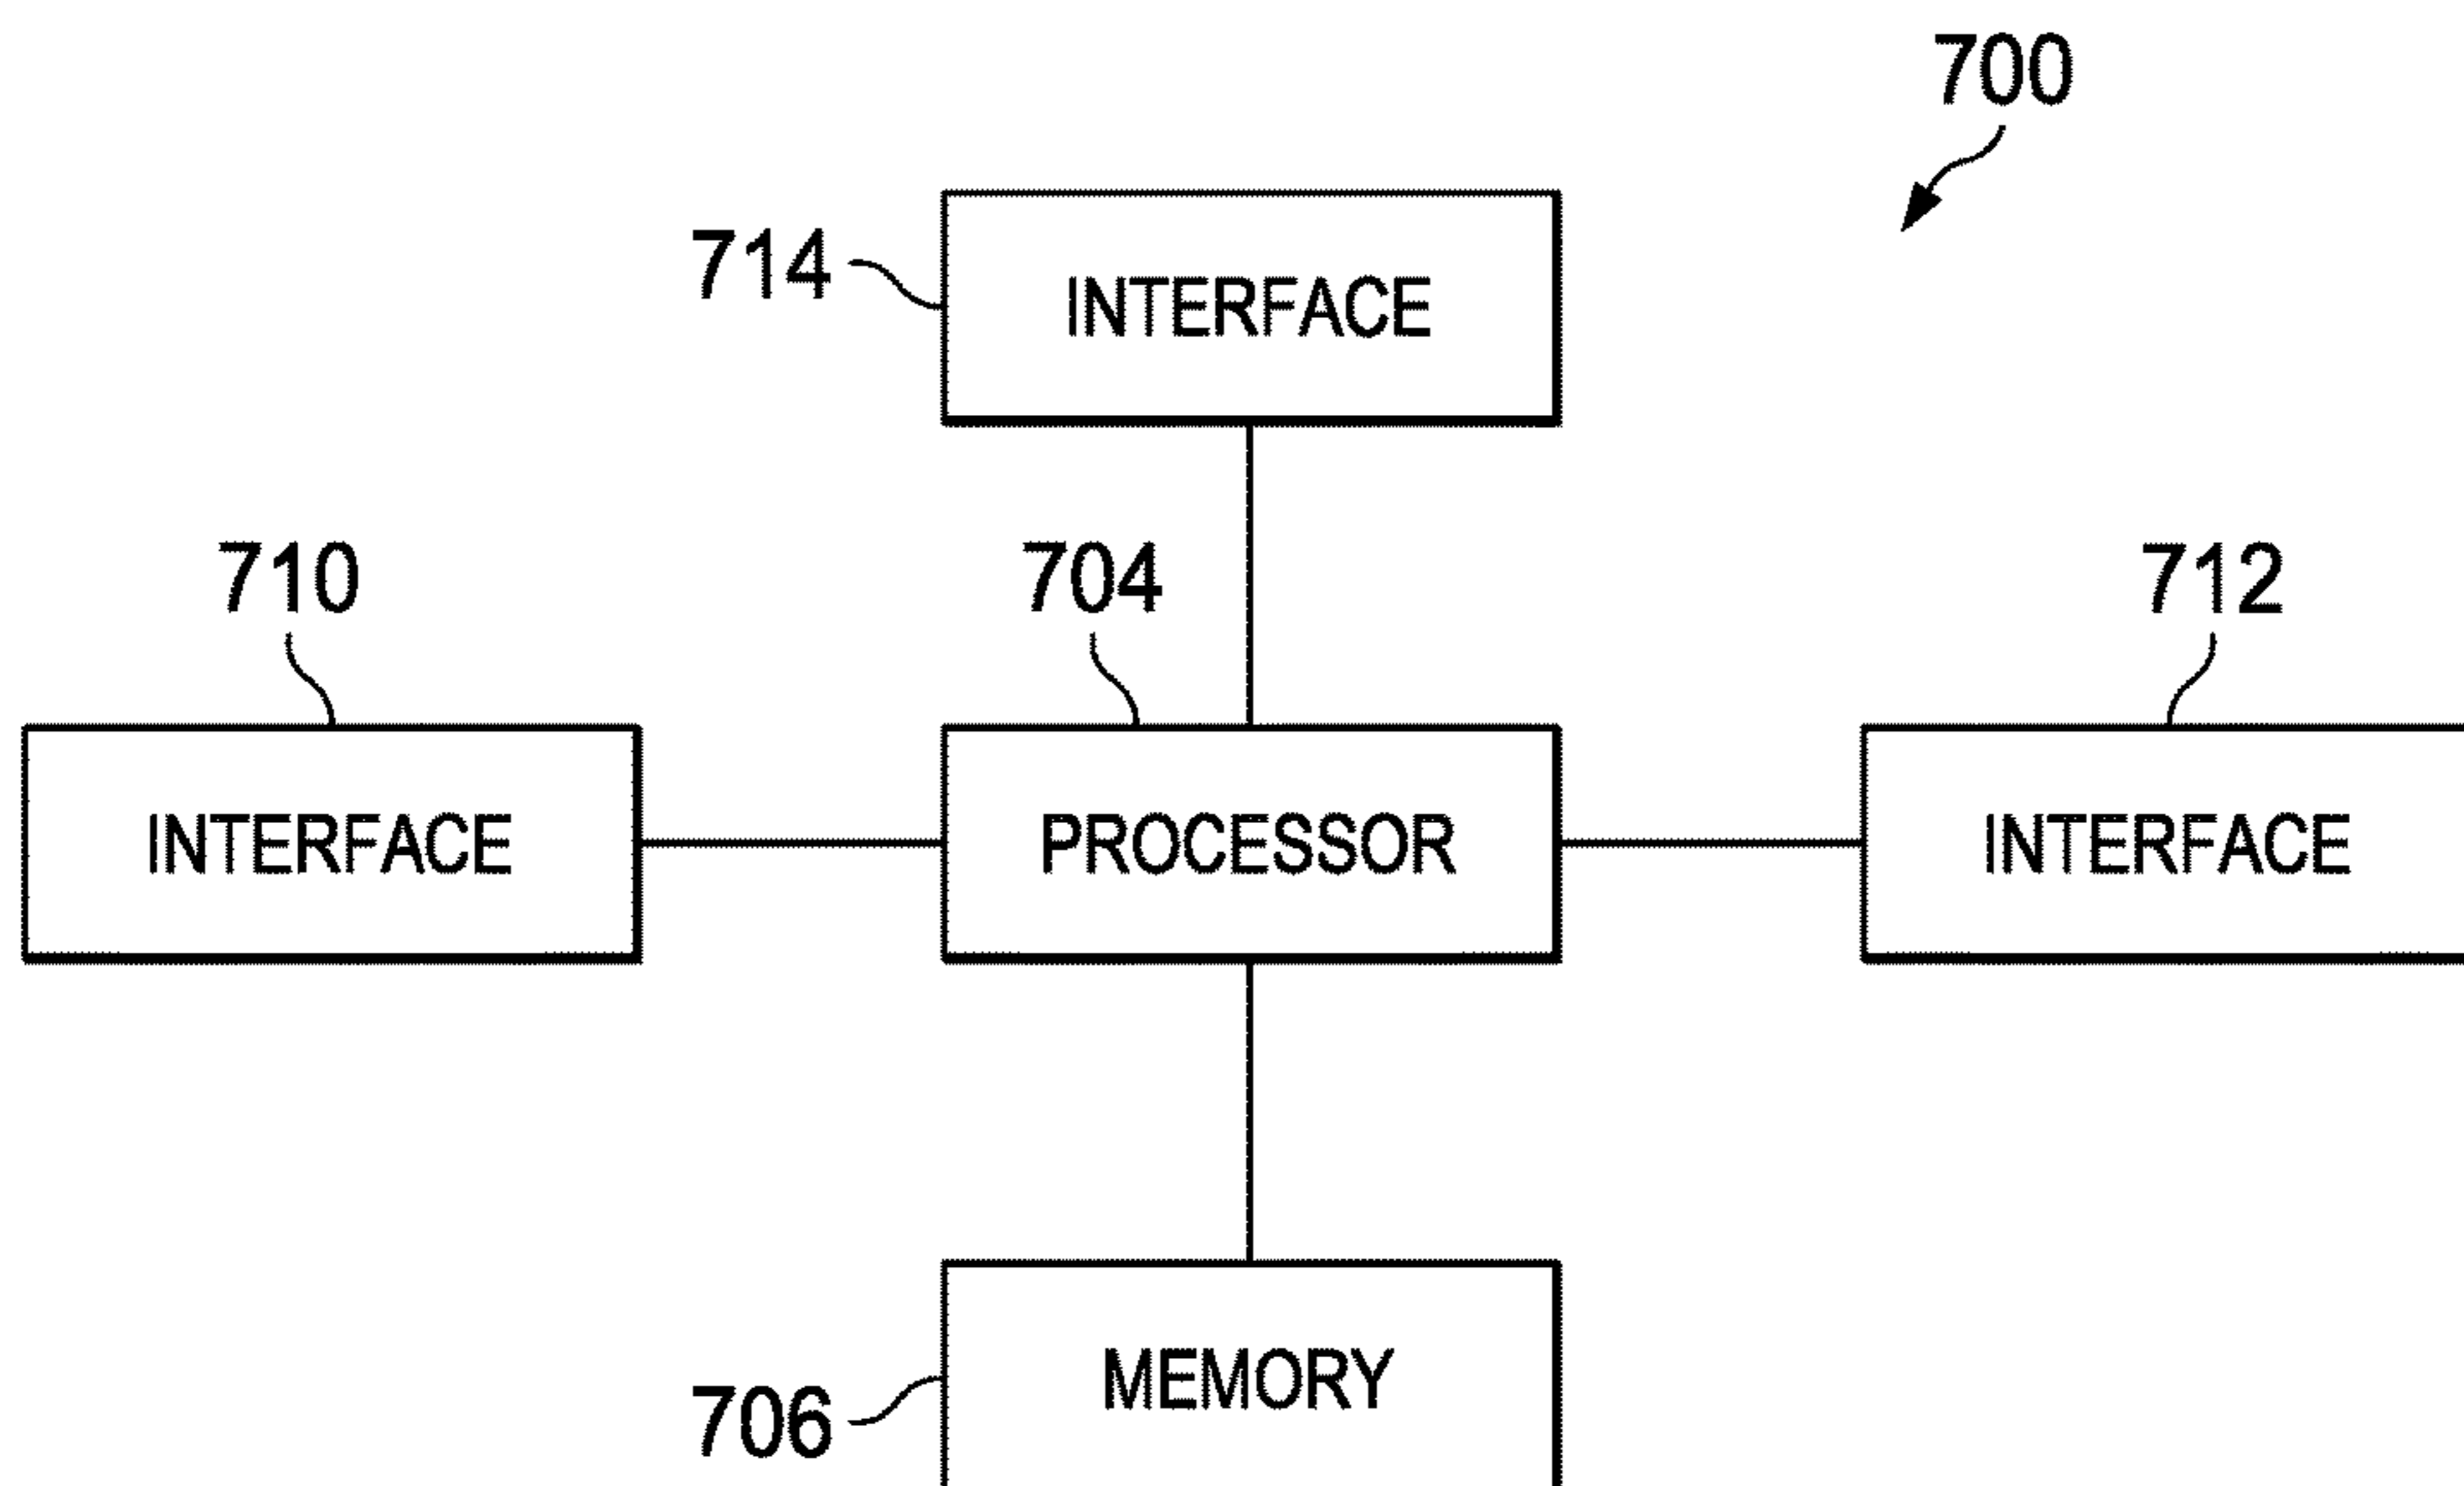 700
714
INTERFACE
710
704
712
INTERFACE
PROCESSOR
INTERFACE
MEMORY
706